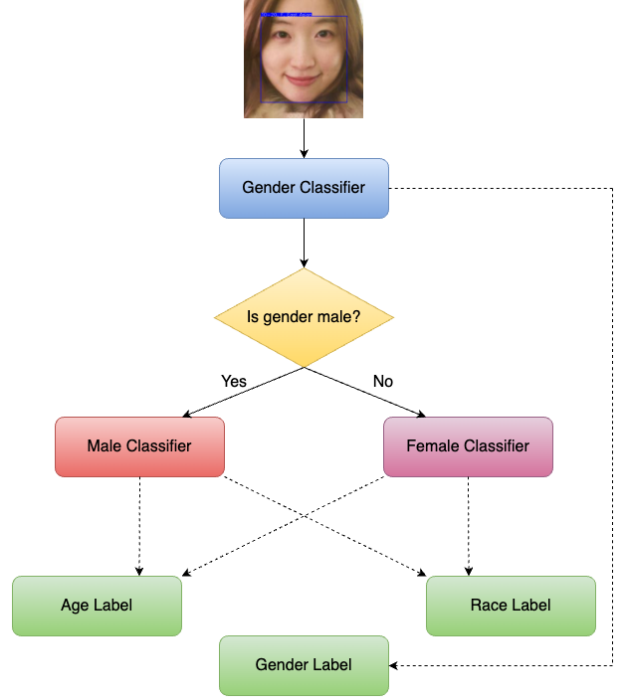 Gender Classifier
Is gender male?
Yes
No
Male Classifier
Female Classifier
Age Label
Race Label
Gender Label